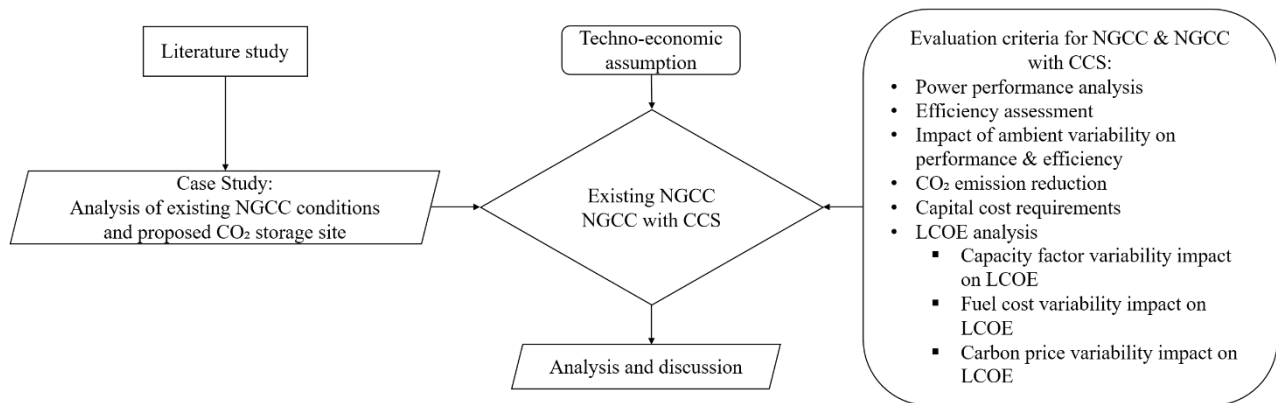 Literature study
Case Study:
Analysis of existing NGCC conditions
and proposed CO₂ storage site
Techno-economic
assumption
Existing NGCC
NGCC with CCS
Analysis and discussion
Evaluation criteria for NGCC & NGCC
with CCS:
• Power performance analysis
• Efficiency assessment
• Impact of ambient variability on
performance & efficiency
• CO₂ emission reduction
• Capital cost requirements
• LCOE analysis
▪ Capacity factor variability impact
on LCOE
▪ Fuel cost variability impact on
LCOE
▪ Carbon price variability impact on
LCOE